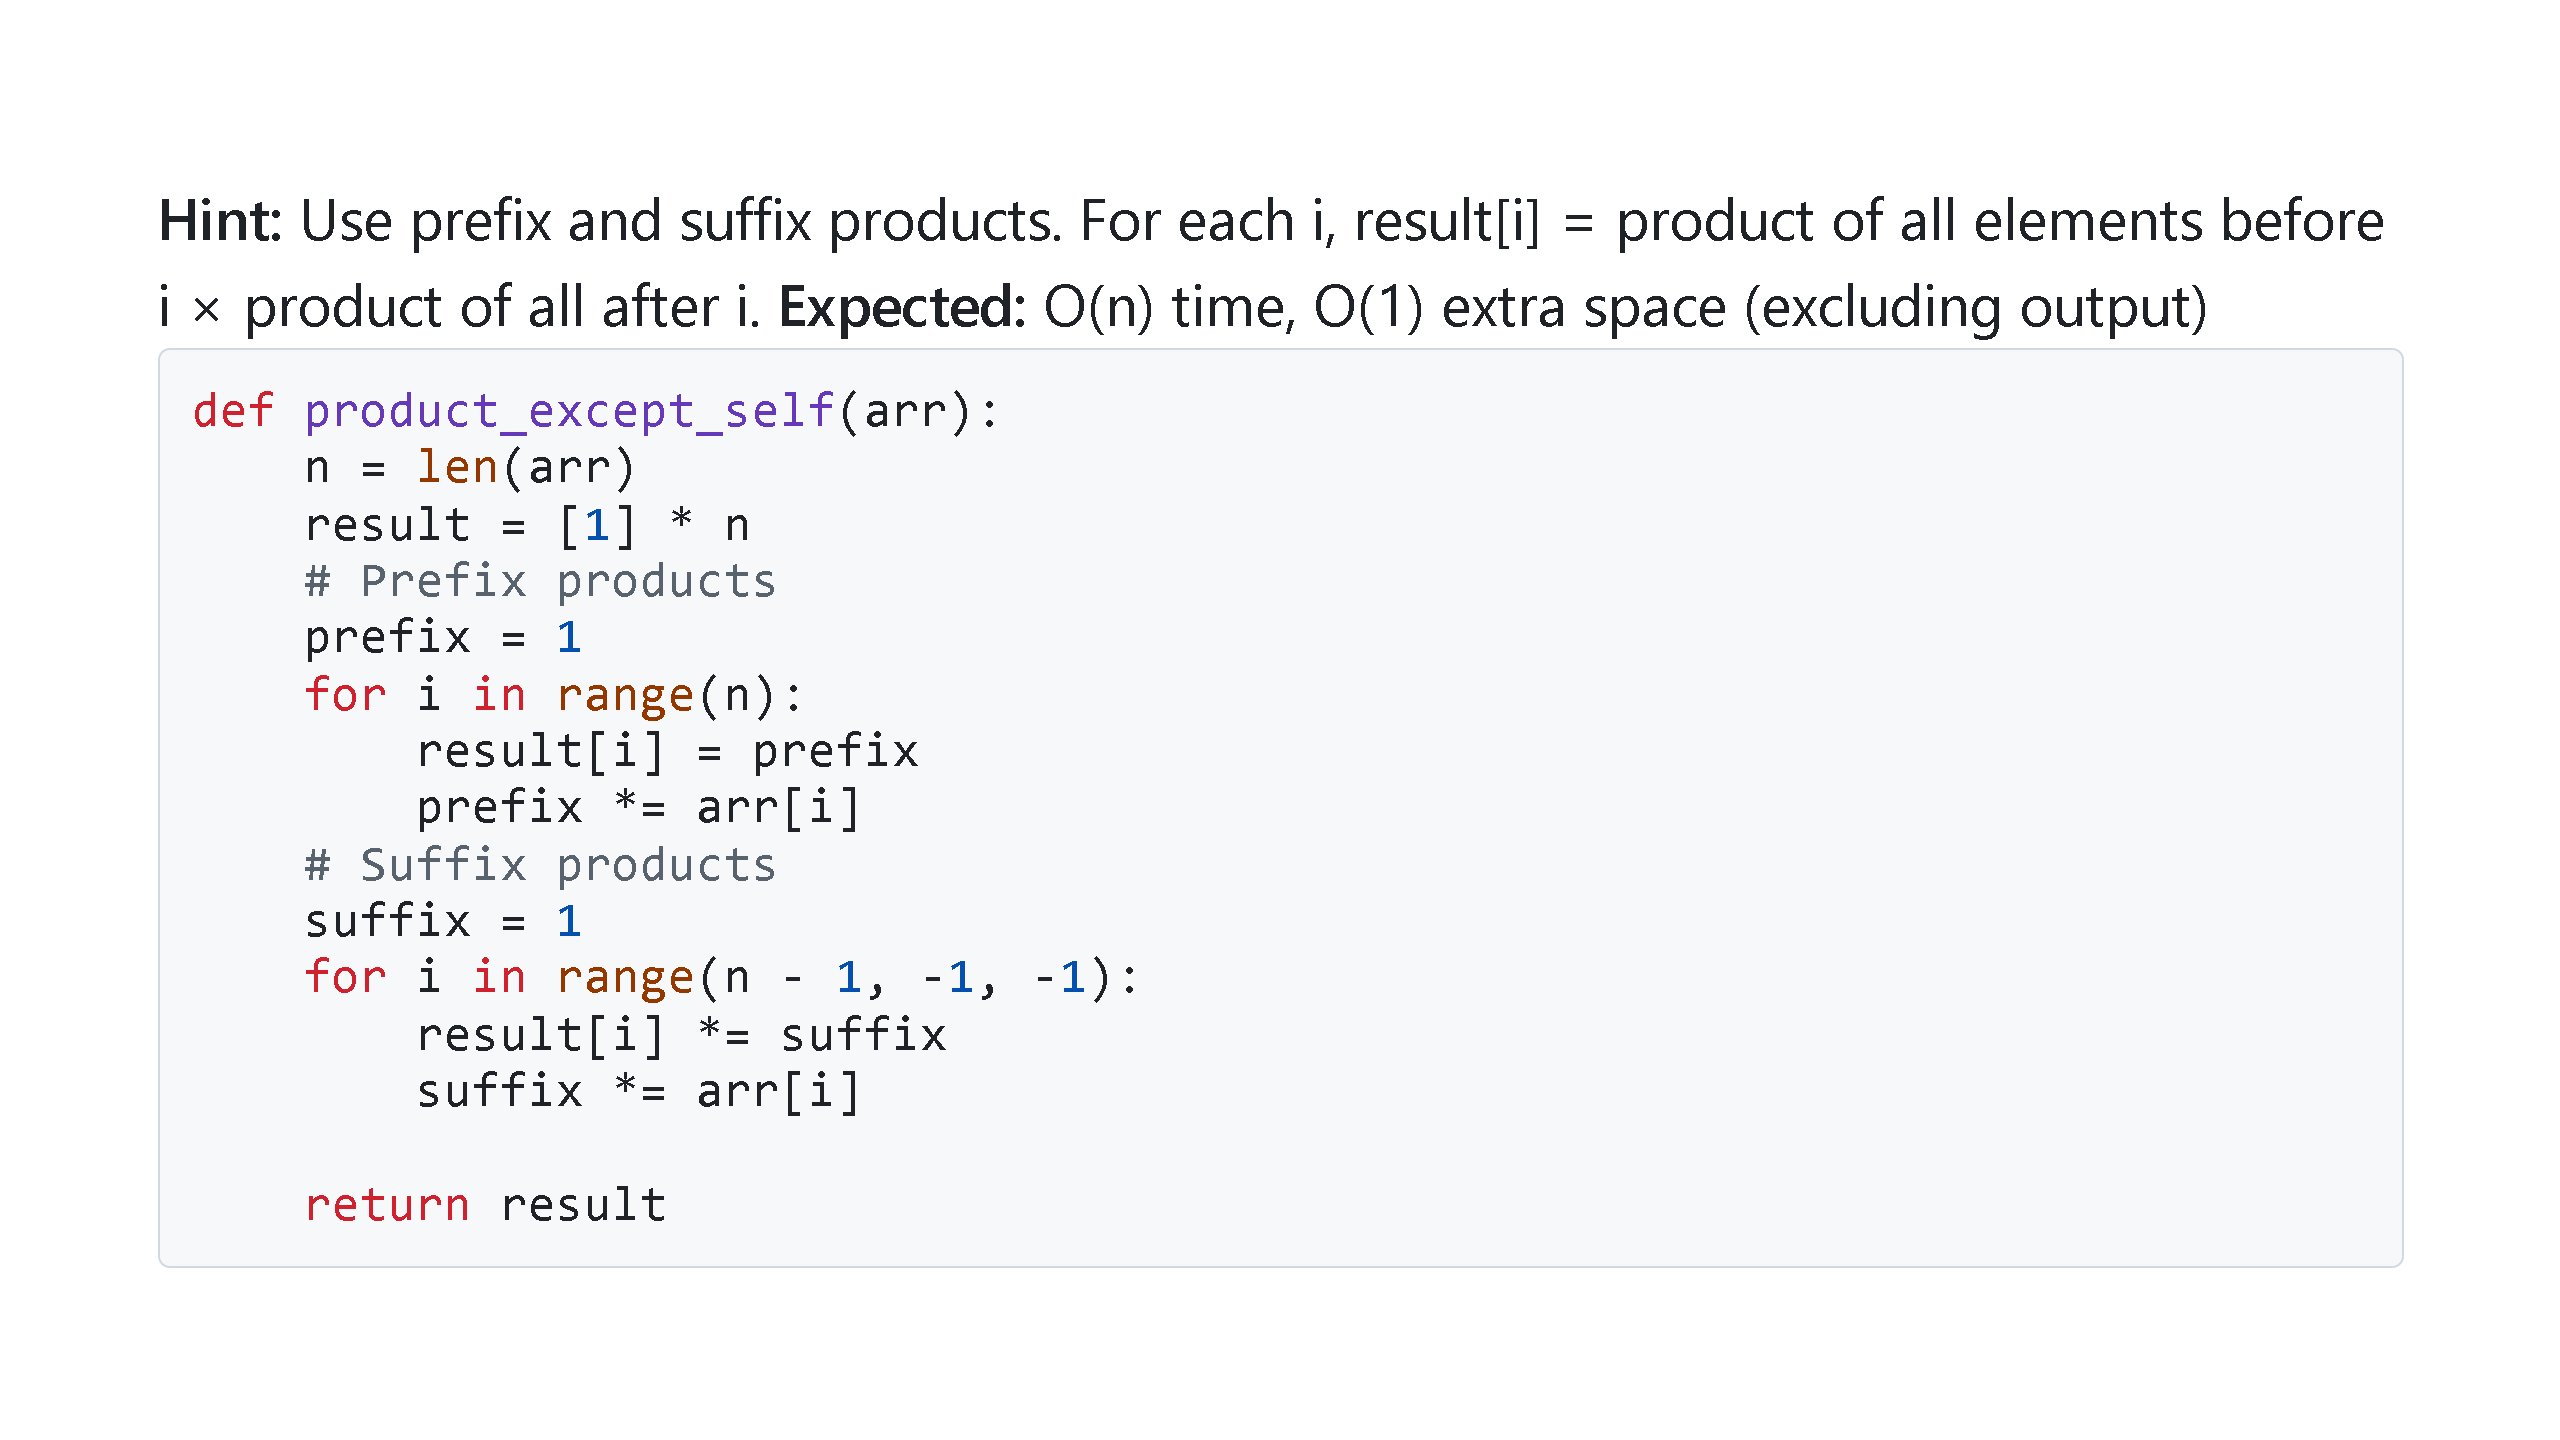 Hint: Use prefix and suffix products. For each i, result[i] = product of all elements before
i × product of all after i. Expected: O(n) time, O(1) extra space (excluding output)
def product_except_self(arr):
    n = len(arr)
    result = [1] * n
    # Prefix products
    prefix = 1
    for i in range(n):
        result[i] = prefix
        prefix *= arr[i]
    # Suffix products
    suffix = 1
    for i in range(n - 1, -1, -1):
        result[i] *= suffix
        suffix *= arr[i]

    return result